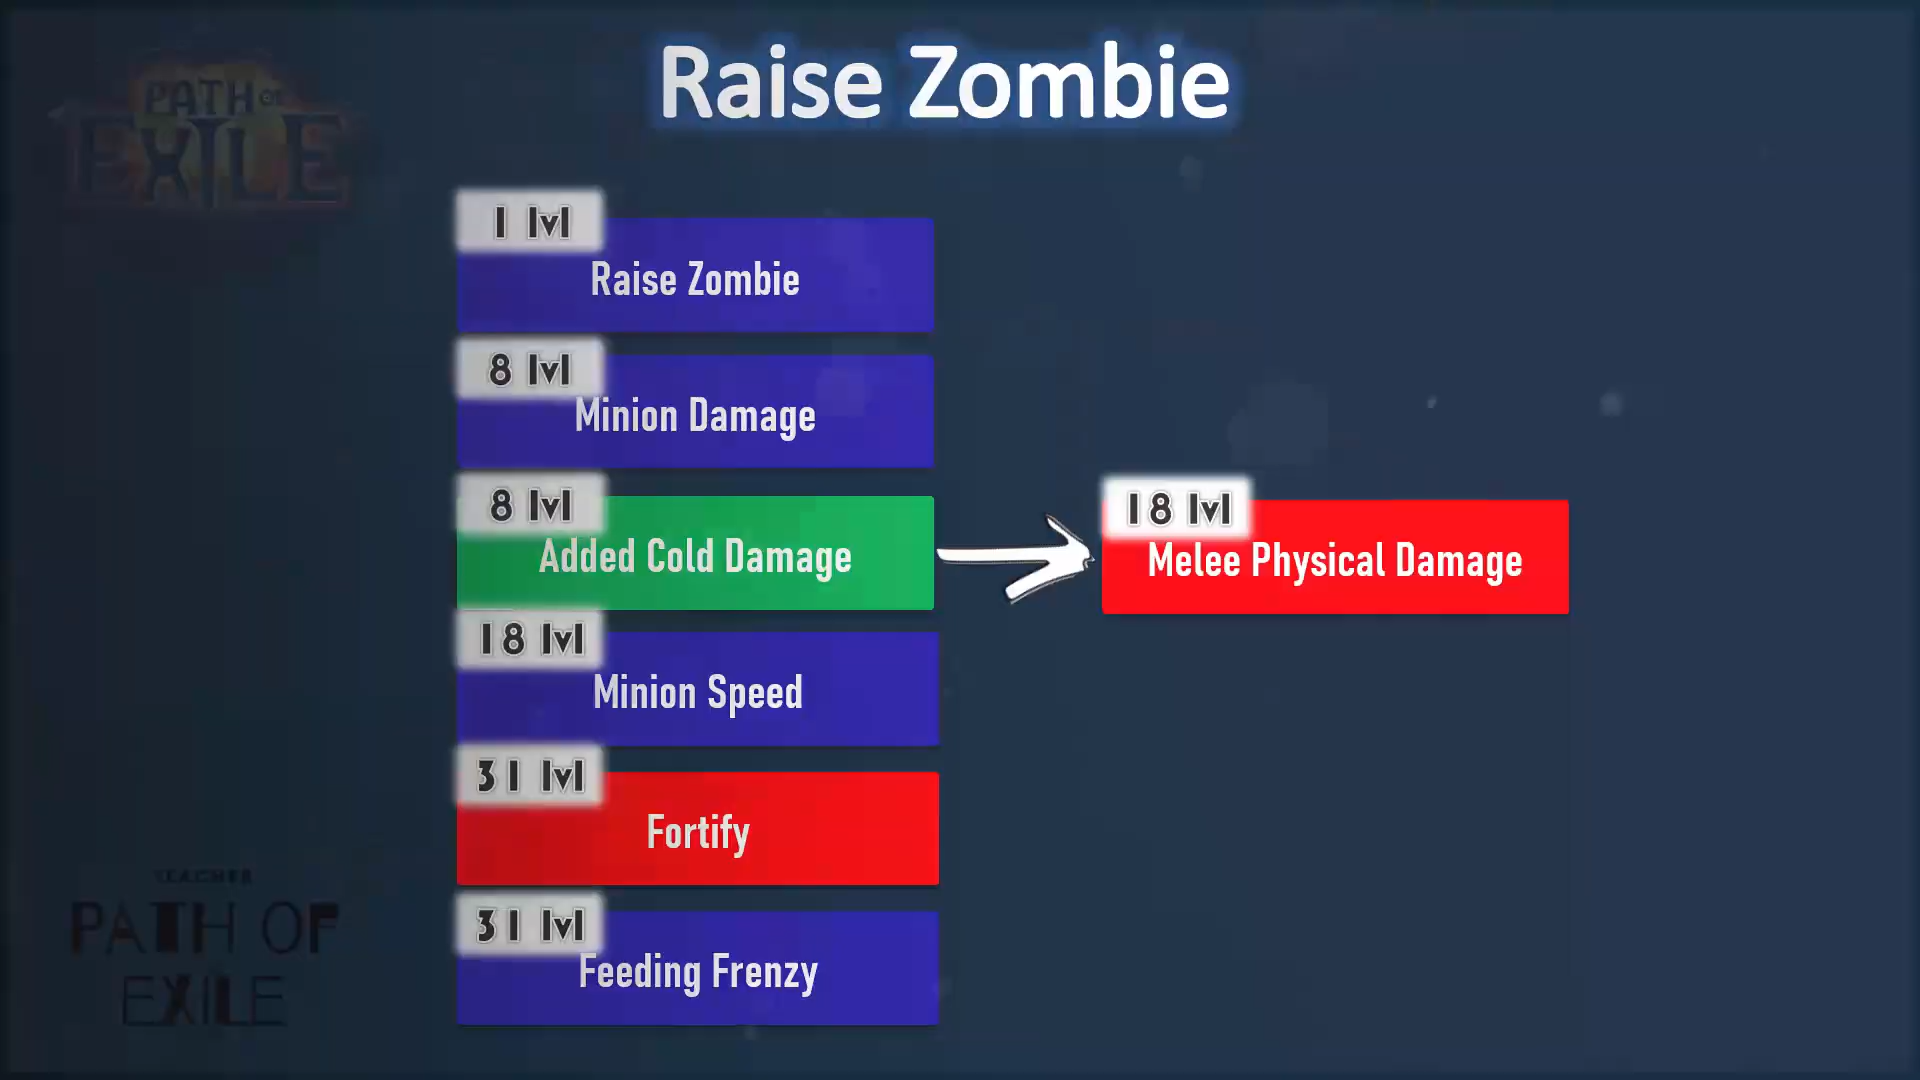 Raise Zombie
PATH OF
EXILE
1 lvl
Raise Zombie
8 lvl
Minion Damage
8 lvl
Added Cold Damage
18 lvl
Melee Physical Damage
18 lvl
Minion Speed
31 lvl
Fortify
31 lvl
Feeding Frenzy
TEACHER
PATH OF
EXILE